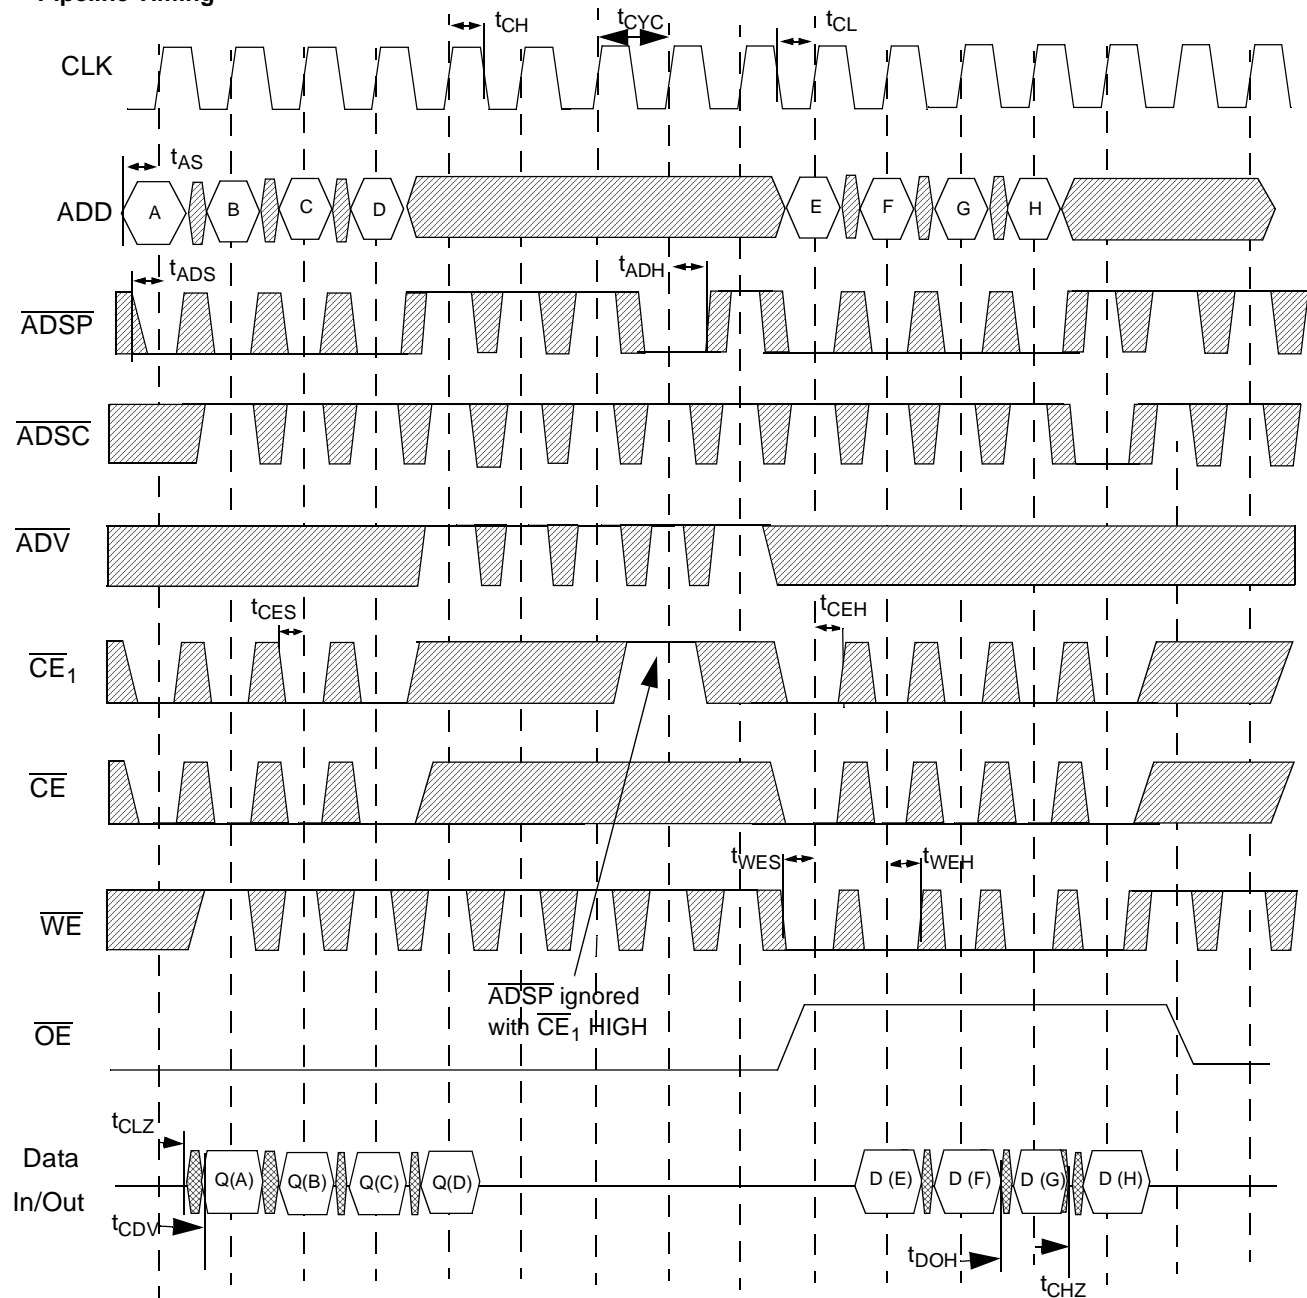 Pipeline Timing
tCH
tCYC
tCL
CLK
tAS
ADD
A
B
C
D
E
F
G
H
tADS
tADH
ADSP
ADSC
ADV
tCES
tCEH
CE1
CE
tWES
tWEH
WE
ADSP ignored
with CE1 HIGH
OE
tCLZ
Data
In/Out
Q(A)
Q(B)
Q(C)
Q(D)
D (E)
D (F)
D (G)
D (H)
tCDV
tDOH
tCHZ